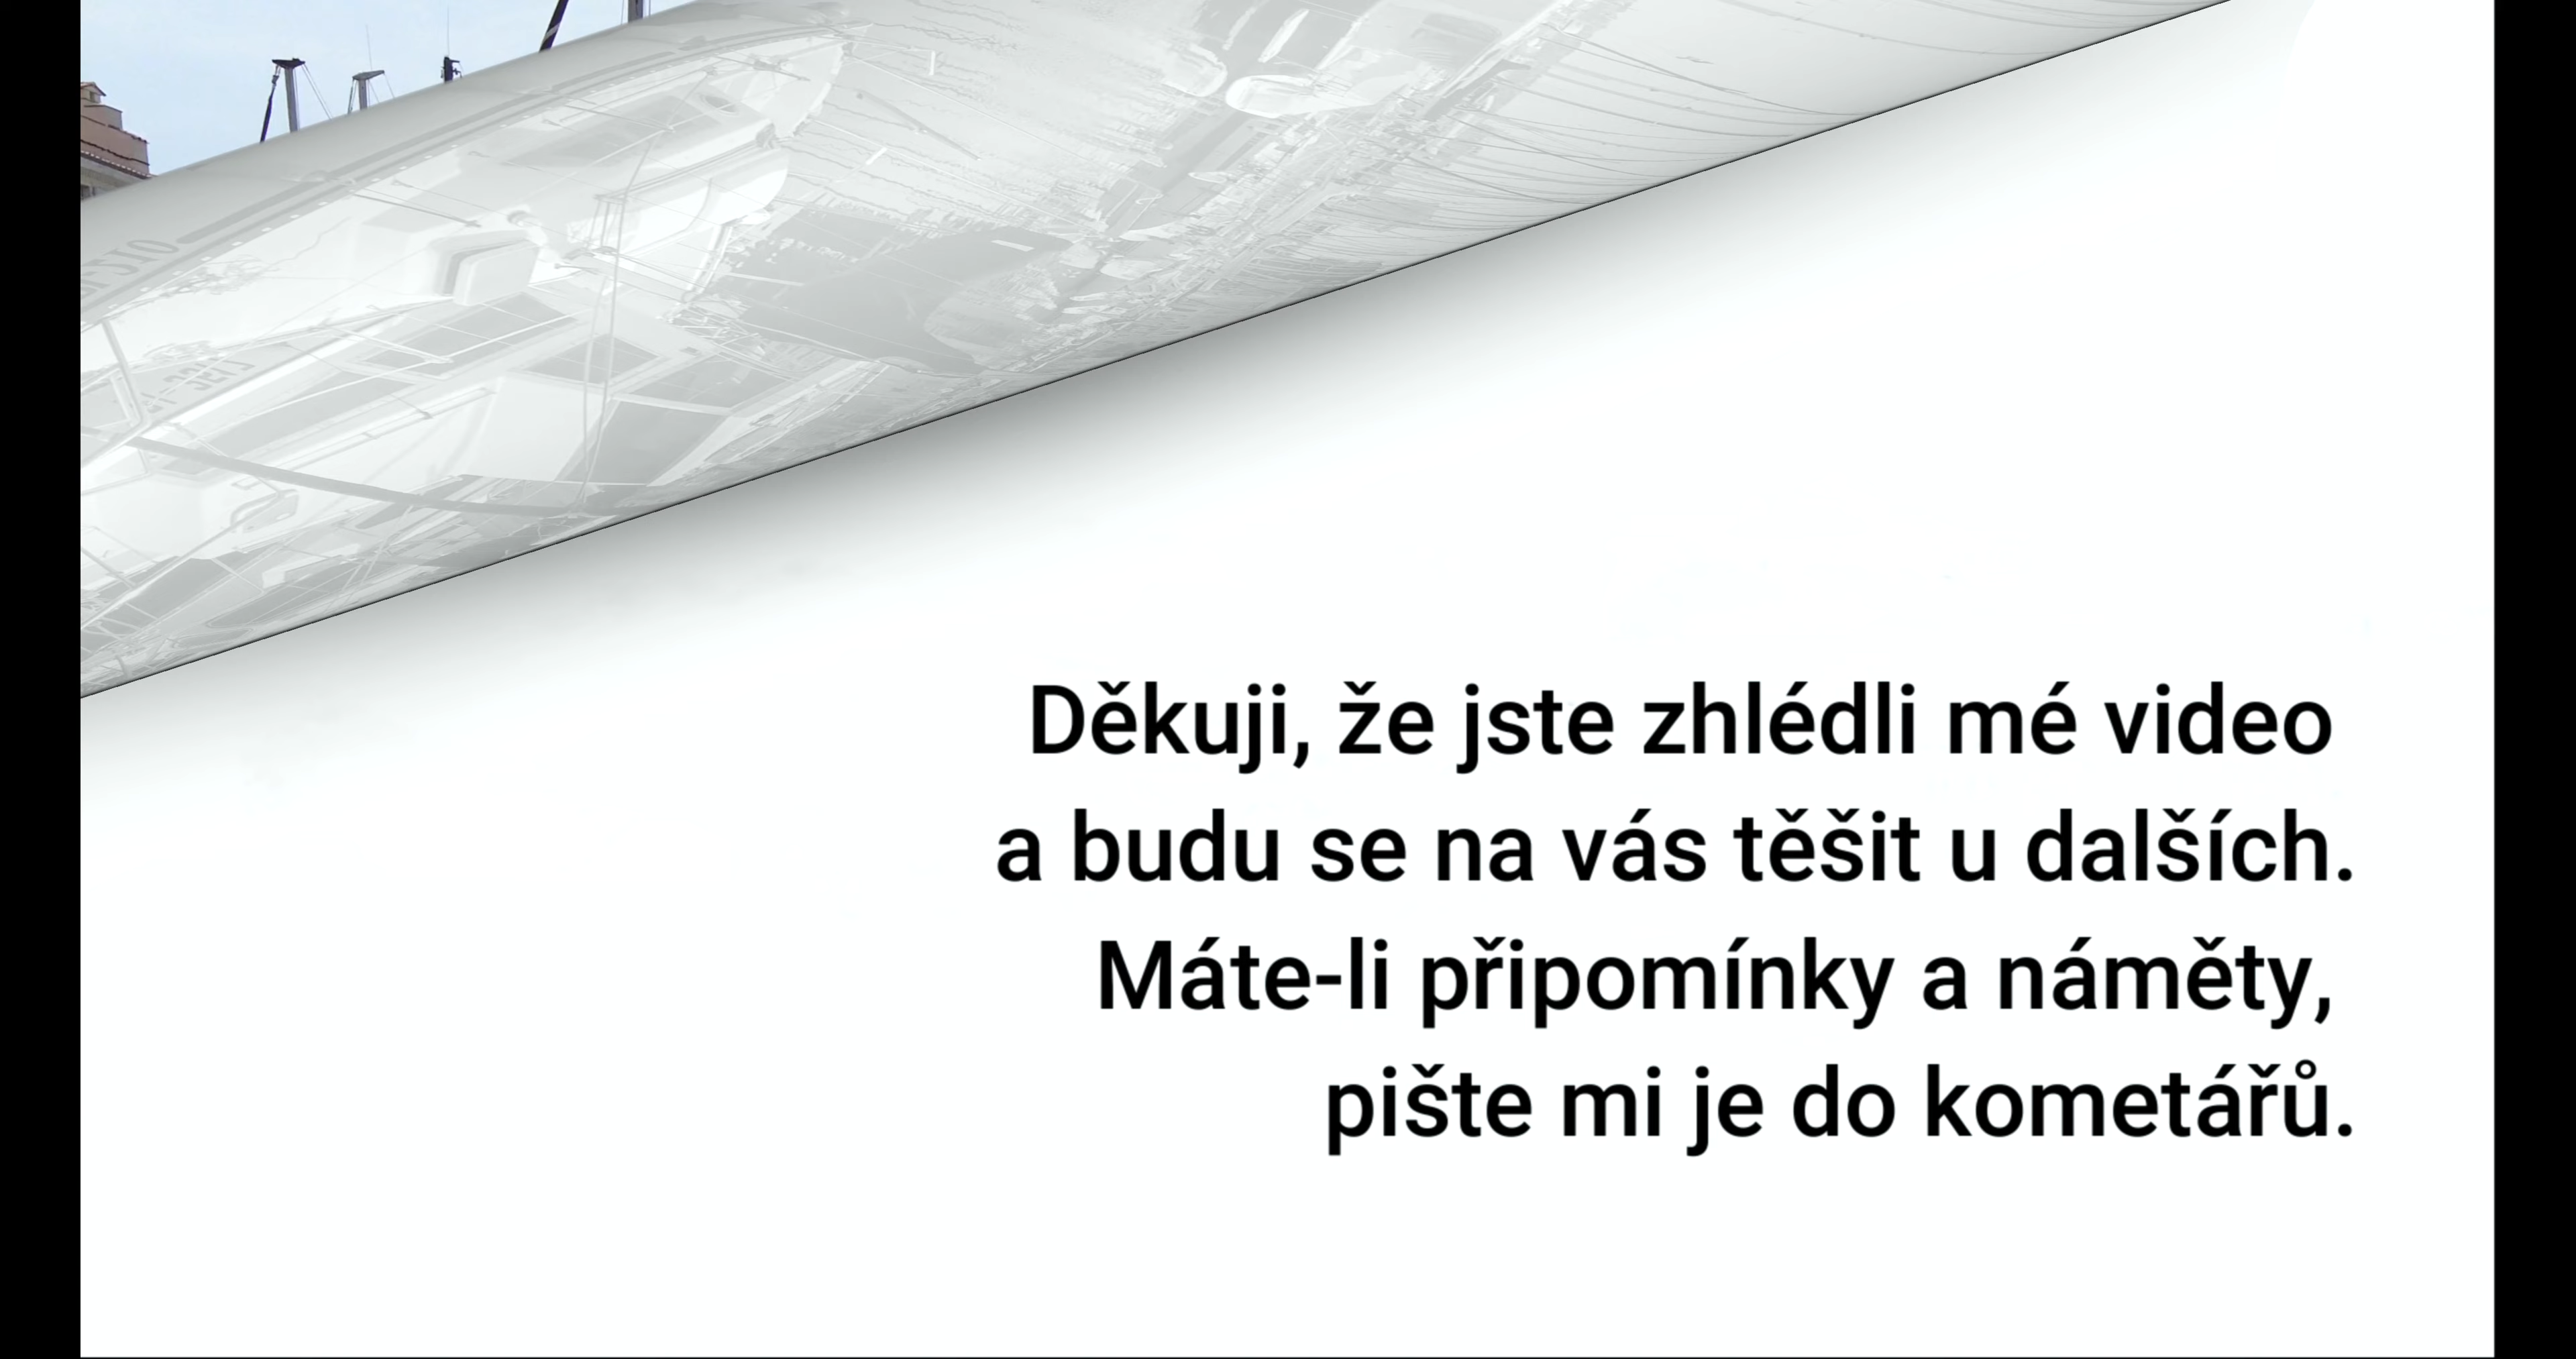 Děkuji, že jste zhlédli mé video
a budu se na vás těšit u dalších.
Máte-li připomínky a náměty,
pište mi je do kometářů.